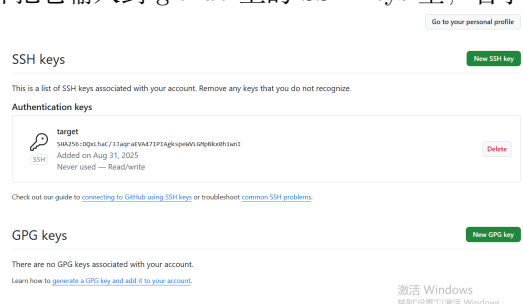 Go to your personal profile
SSH keys
New SSH key
This is a list of SSH keys associated with your account. Remove any keys that you do not recognize.
Authentication keys
target
SSH
Added on Aug 31, 2025
Never used — Read/write
Delete
Check out our guide to connecting to GitHub using SSH keys or troubleshoot common SSH problems.
GPG keys
New GPG key
There are no GPG keys associated with your account.
Learn how to generate a GPG key and add it to your account.
激活 Windows